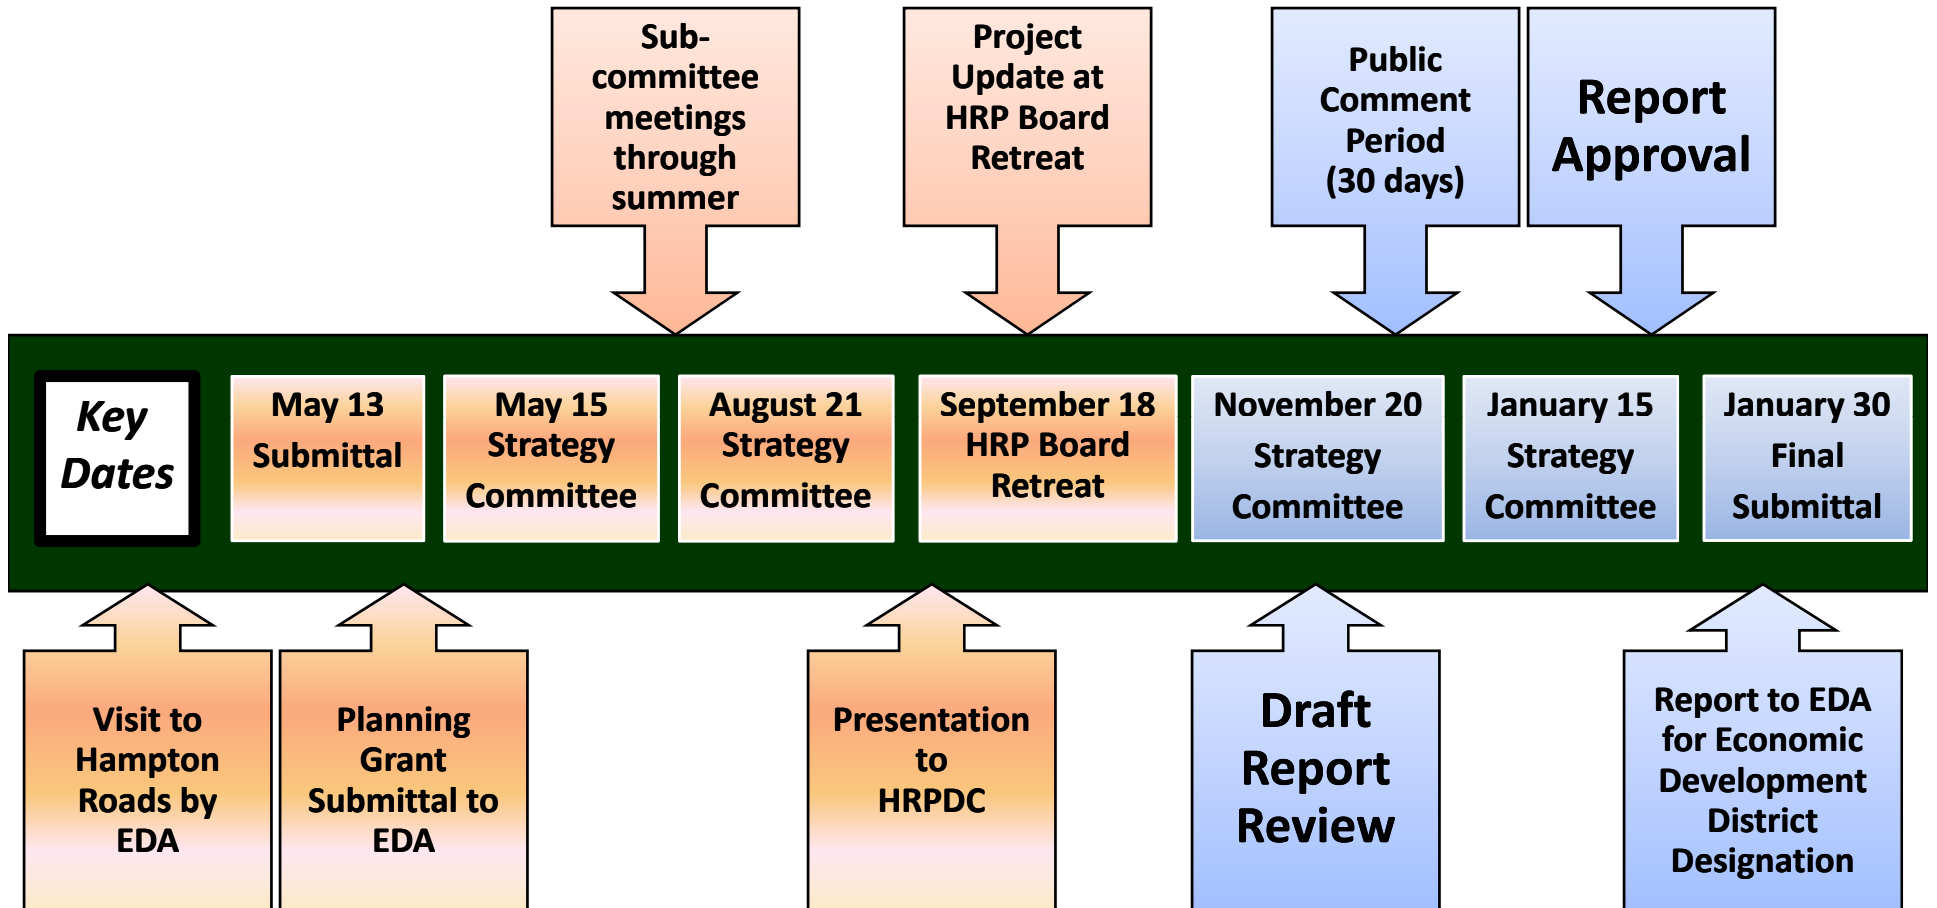 Sub-
committee
meetings
through
summer
Project
Update at
HRP Board
Retreat
Public
Comment
Period
(30 days)
Report
Approval
Key
Dates
May 13
Submittal
May 15
Strategy
Committee
August 21
Strategy
Committee
September 18
HRP Board
Retreat
November 20
Strategy
Committee
January 15
Strategy
Committee
January 30
Final
Submittal
Visit to
Hampton
Roads by
EDA
Planning
Grant
Submittal to
EDA
Presentation
to
HRPDC
Draft
Report
Review
Report to EDA
for Economic
Development
District
Designation